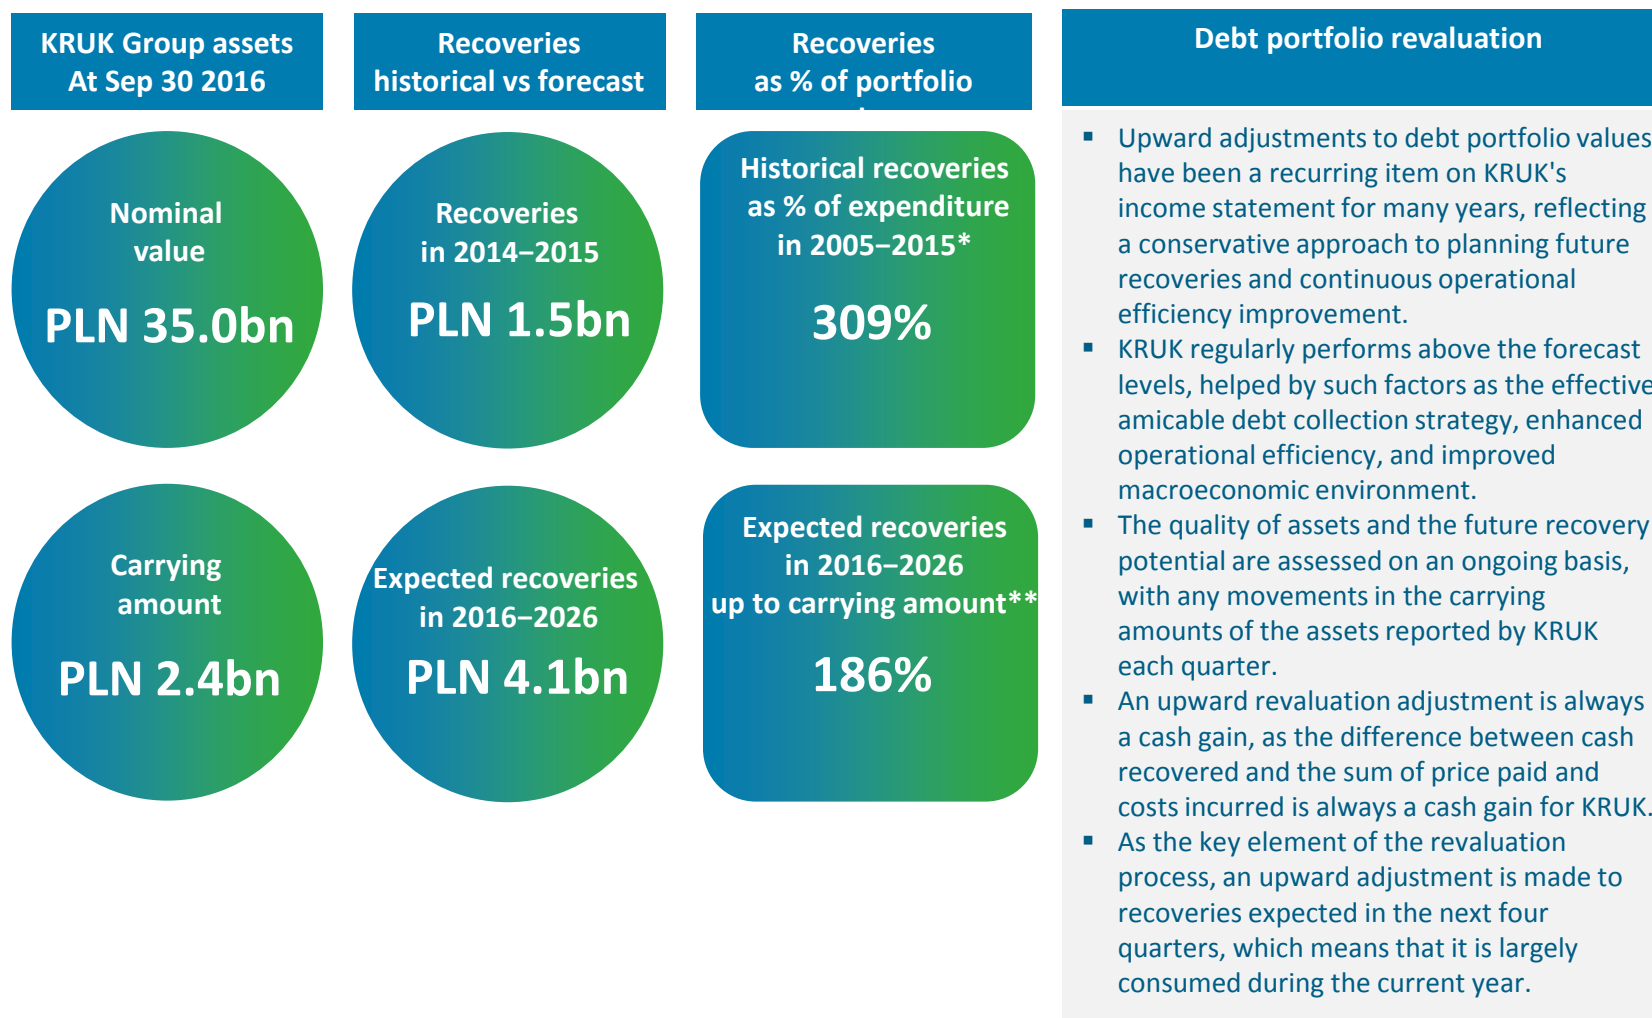 KRUK Group assets
At Sep 30 2016
Recoveries
historical vs forecast
Recoveries
as % of portfolio
Debt portfolio revaluation
Nominal
value
PLN 35.0bn
Recoveries
in 2014–2015
PLN 1.5bn
Historical recoveries
as % of expenditure
in 2005–2015*
309%
Carrying
amount
PLN 2.4bn
Expected recoveries
in 2016–2026
PLN 4.1bn
Expected recoveries
in 2016–2026
up to carrying amount**
186%
▪ Upward adjustments to debt portfolio values
have been a recurring item on KRUK's
income statement for many years, reflecting
a conservative approach to planning future
recoveries and continuous operational
efficiency improvement.
▪ KRUK regularly performs above the forecast
levels, helped by such factors as the effective
amicable debt collection strategy, enhanced
operational efficiency, and improved
macroeconomic environment.
▪ The quality of assets and the future recovery
potential are assessed on an ongoing basis,
with any movements in the carrying
amounts of the assets reported by KRUK
each quarter.
▪ An upward revaluation adjustment is always
a cash gain, as the difference between cash
recovered and the sum of price paid and
costs incurred is always a cash gain for KRUK.
▪ As the key element of the revaluation
process, an upward adjustment is made to
recoveries expected in the next four
quarters, which means that it is largely
consumed during the current year.